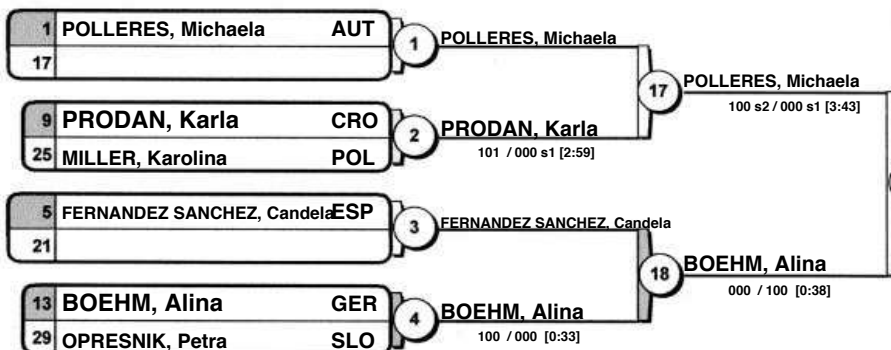 1 POLLERES, Michaela AUT
17
1 POLLERES, Michaela
9 PRODAN, Karla CRO
25 MILLER, Karolina POL
2 PRODAN, Karla
101 / 000 s1 [2:59]
17 POLLERES, Michaela
100 s2 / 000 s1 [3:43]
5 FERNANDEZ SANCHEZ, Candela ESP
21
3 FERNANDEZ SANCHEZ, Candela
13 BOEHM, Alina GER
29 OPRESNIK, Petra SLO
4 BOEHM, Alina
100 / 000 [0:33]
18 BOEHM, Alina
000 / 100 [0:38]